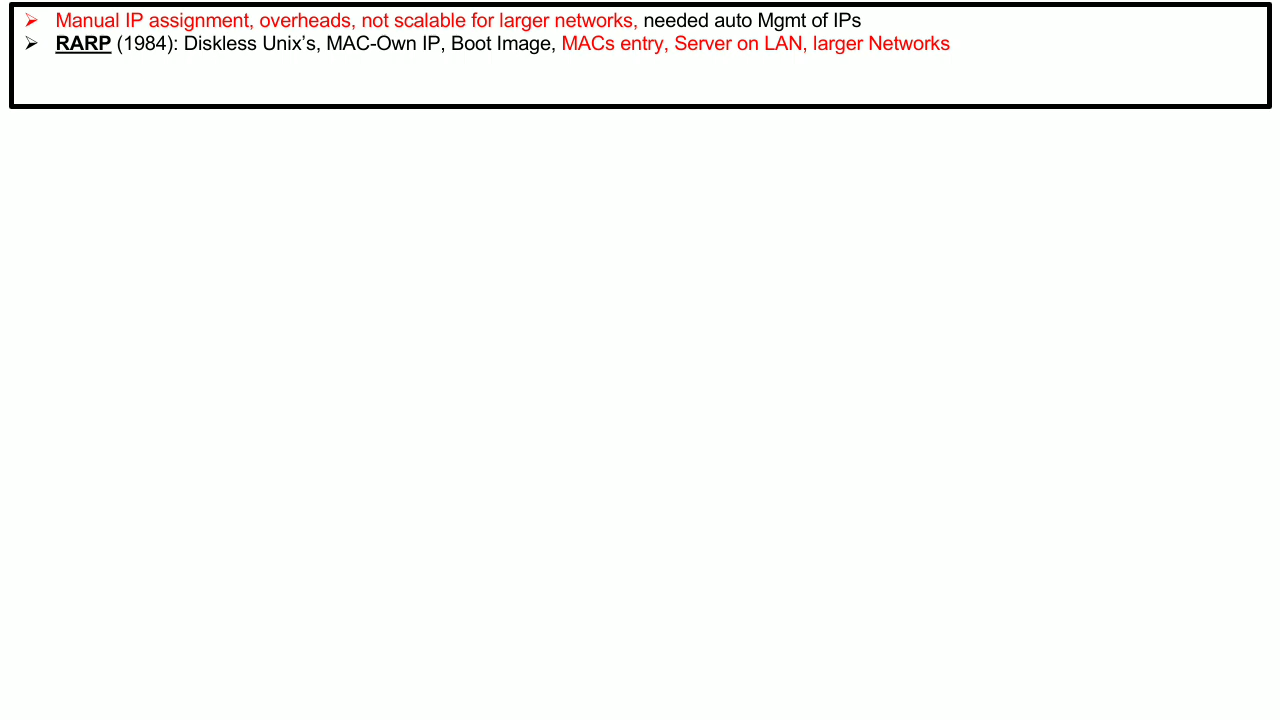 ➢ Manual IP assignment, overheads, not scalable for larger networks, needed auto Mgmt of IPs
➢ RARP (1984): Diskless Unix’s, MAC-Own IP, Boot Image, MACs entry, Server on LAN, larger Networks